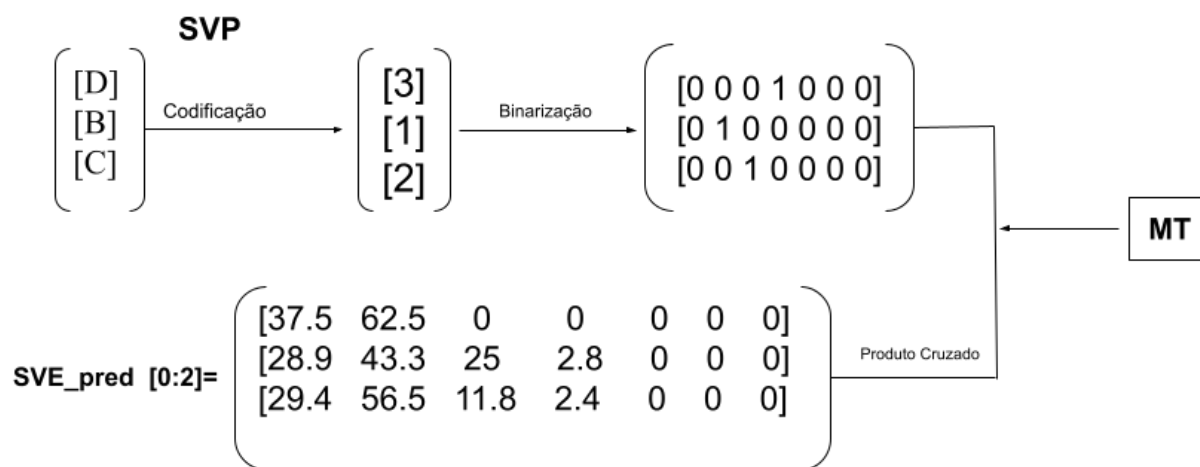 SVP
[D]
[B]
[C]
Codificação
[3]
[1]
[2]
Binarização
[0 0 0 1 0 0 0]
[0 1 0 0 0 0 0]
[0 0 1 0 0 0 0]
MT
SVE_pred [0:2]=
[37.5 62.5 0 0 0 0 0]
[28.9 43.3 25 2.8 0 0 0]
[29.4 56.5 11.8 2.4 0 0 0]
Produto Cruzado